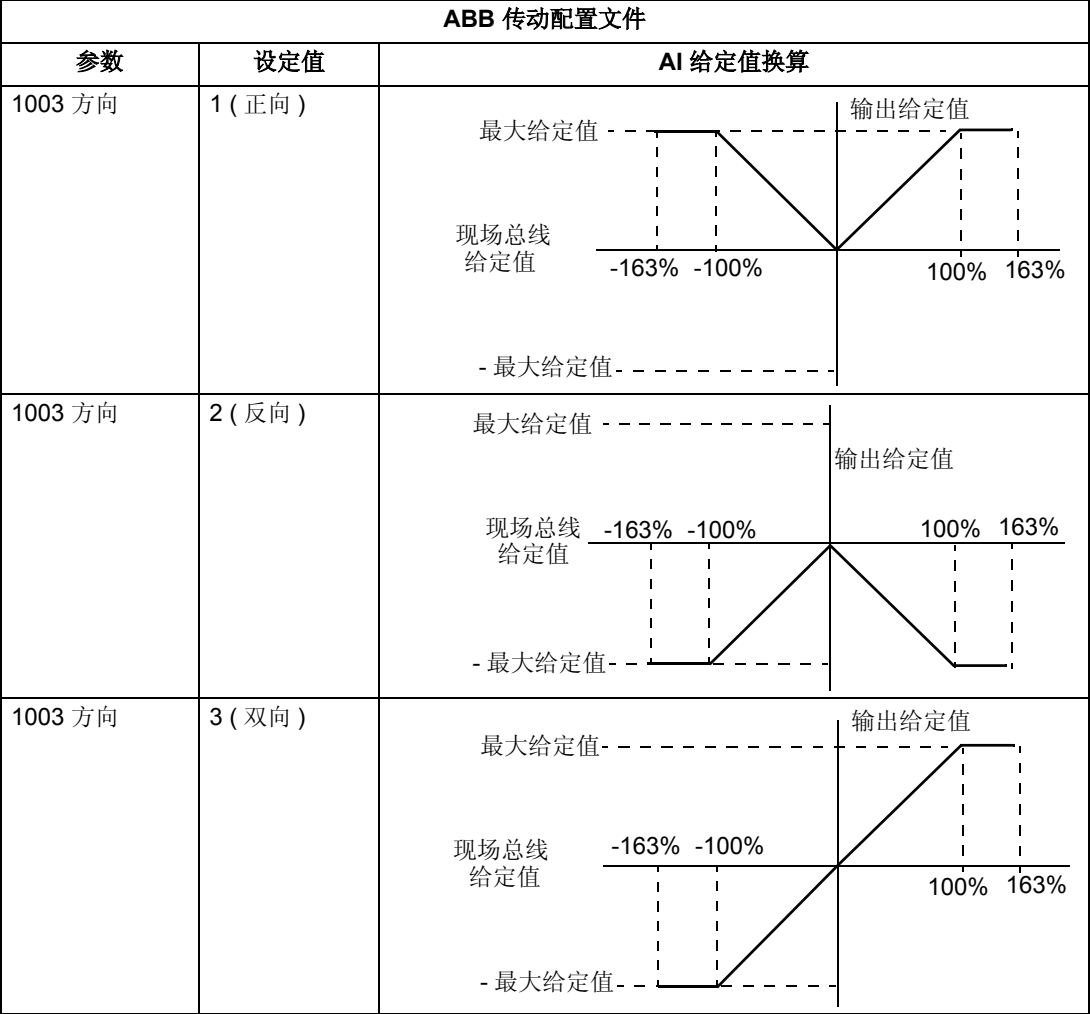 ABB 传动配置文件
参数 设定值 AI 给定值换算
1003 方向 1 ( 正向 )
输出给定值
最大给定值
现场总线
给定值
-163% -100%
100% 163%
- 最大给定值
1003 方向 2 ( 反向 )
最大给定值
输出给定值
现场总线
给定值
-163% -100%
100% 163%
- 最大给定值
1003 方向 3 ( 双向 )
输出给定值
最大给定值
现场总线
给定值
-163% -100%
100% 163%
- 最大给定值